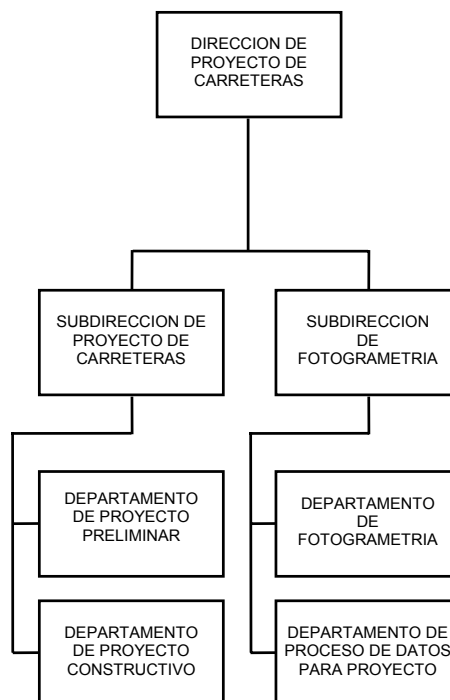 DIRECCION DE
PROYECTO DE
CARRETERAS
SUBDIRECCION DE
PROYECTO DE
CARRETERAS
SUBDIRECCION
DE
FOTOGRAMETRIA
DEPARTAMENTO
DE PROYECTO
PRELIMINAR
DEPARTAMENTO
DE
FOTOGRAMETRIA
DEPARTAMENTO
DE PROYECTO
CONSTRUCTIVO
DEPARTAMENTO DE
PROCESO DE DATOS
PARA PROYECTO